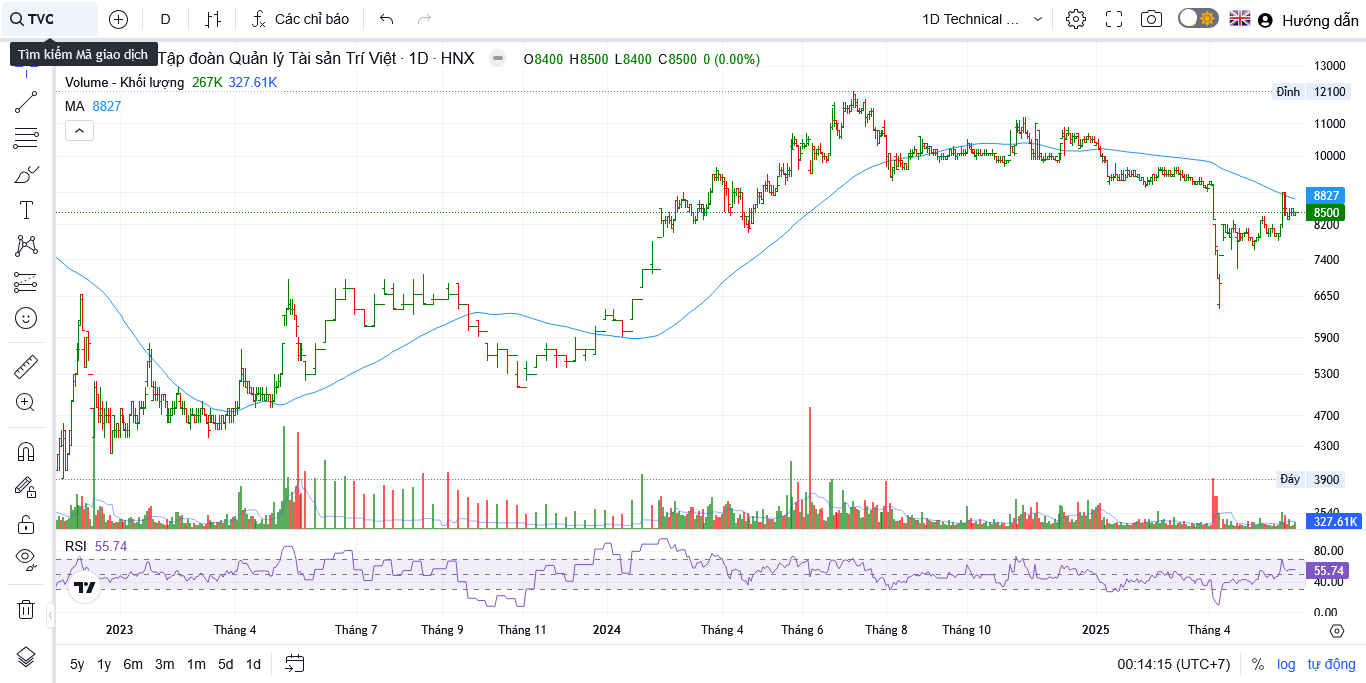 TVC D Các chỉ báo 1D Technical ... Hướng dẫn
Tìm kiếm Mã giao dịch
Tập đoàn Quản lý Tài sản Trí Việt · 1D · HNX O8400 H8500 L8400 C8500 0 (0.00%)
Volume - Khối lượng 267K 327.61K
MA 8827
13000
Đỉnh 12100
11000
10000
8827
8500
8200
7400
6650
5900
5300
4700
4300
Đáy 3900
2540
327.61K
RSI 55.74
80.00
55.74
40.00
0.00
2023 Tháng 4 Tháng 7 Tháng 9 Tháng 11 2024 Tháng 4 Tháng 6 Tháng 8 Tháng 10 2025 Tháng 4
5y 1y 6m 3m 1m 5d 1d 00:14:15 (UTC+7) % log tự động